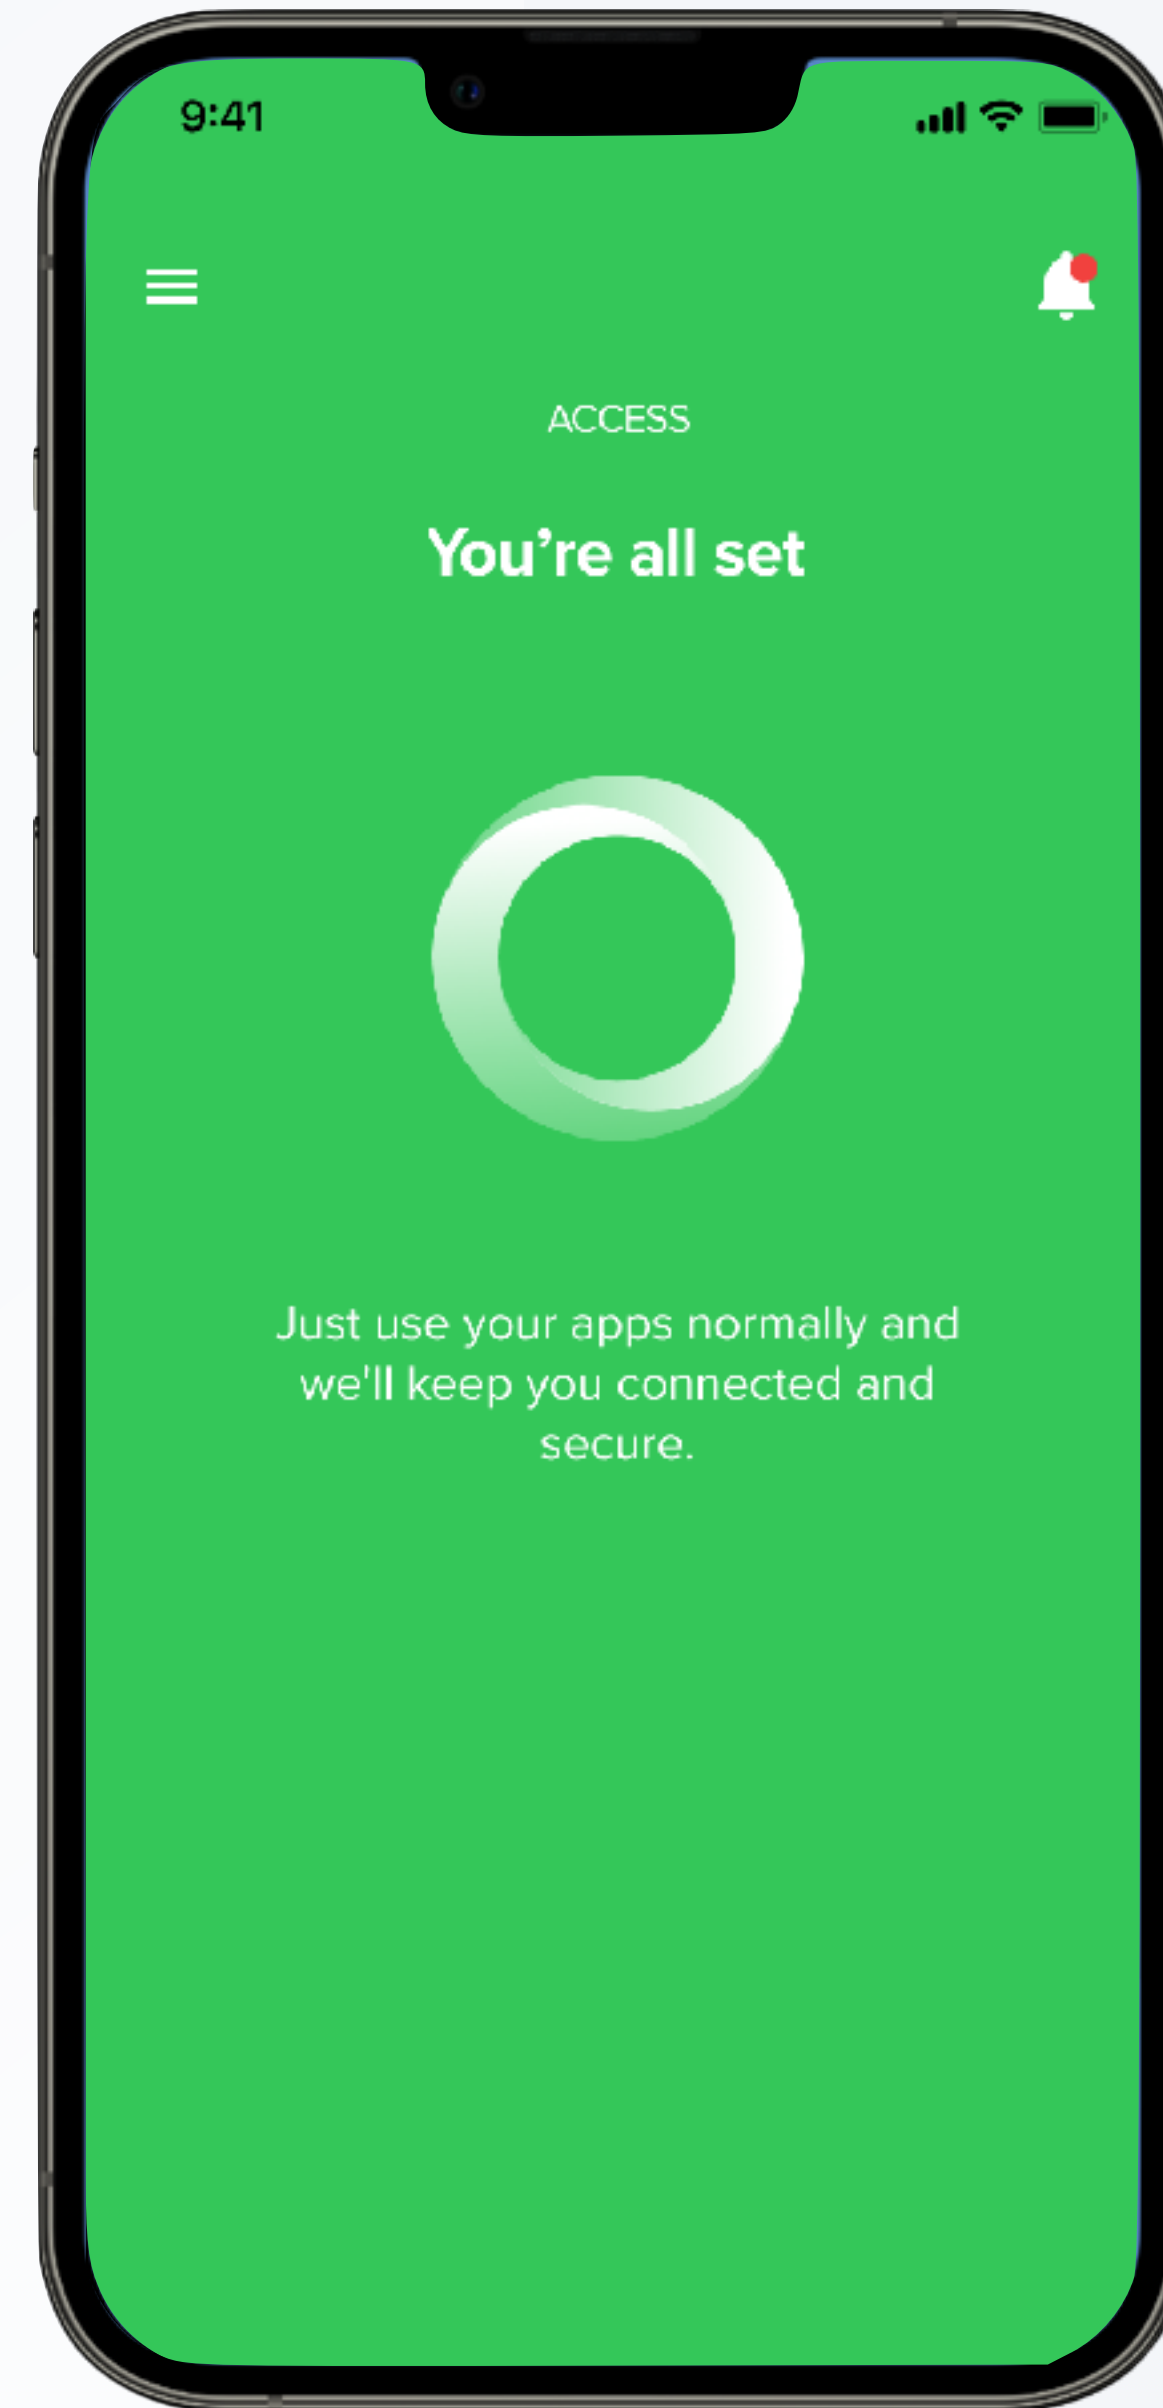 9:41
ACCESS
You’re all set
Just use your apps normally and
we'll keep you connected and
secure.